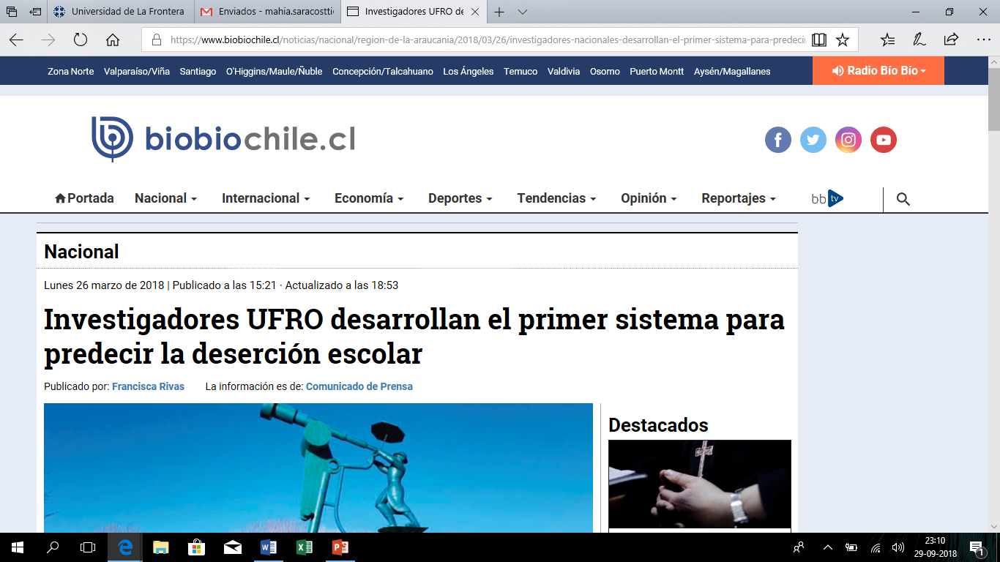 Universidad de La Frontera
Enviados - mahia.saracostti
Investigadores UFRO de
https://www.biobiochile.cl/noticias/nacional/region-de-la-araucania/2018/03/26/investigadores-nacionales-desarrollan-el-primer-sistema-para-predecir
Zona Norte Valparaíso/Viña Santiago O'Higgins/Maule/Ñuble Concepción/Talcahuano Los Ángeles Temuco Valdivia Osorno Puerto Montt Aysén/Magallanes
Radio Bío Bío
biobiochile.cl
Portada Nacional Internacional Economía Deportes Tendencias Opinión Reportajes bb tv
Nacional
Lunes 26 marzo de 2018 | Publicado a las 15:21 · Actualizado a las 18:53
Investigadores UFRO desarrollan el primer sistema para
predecir la deserción escolar
Publicado por: Francisca Rivas La información es de: Comunicado de Prensa
Destacados
23:10
29-09-2018
1